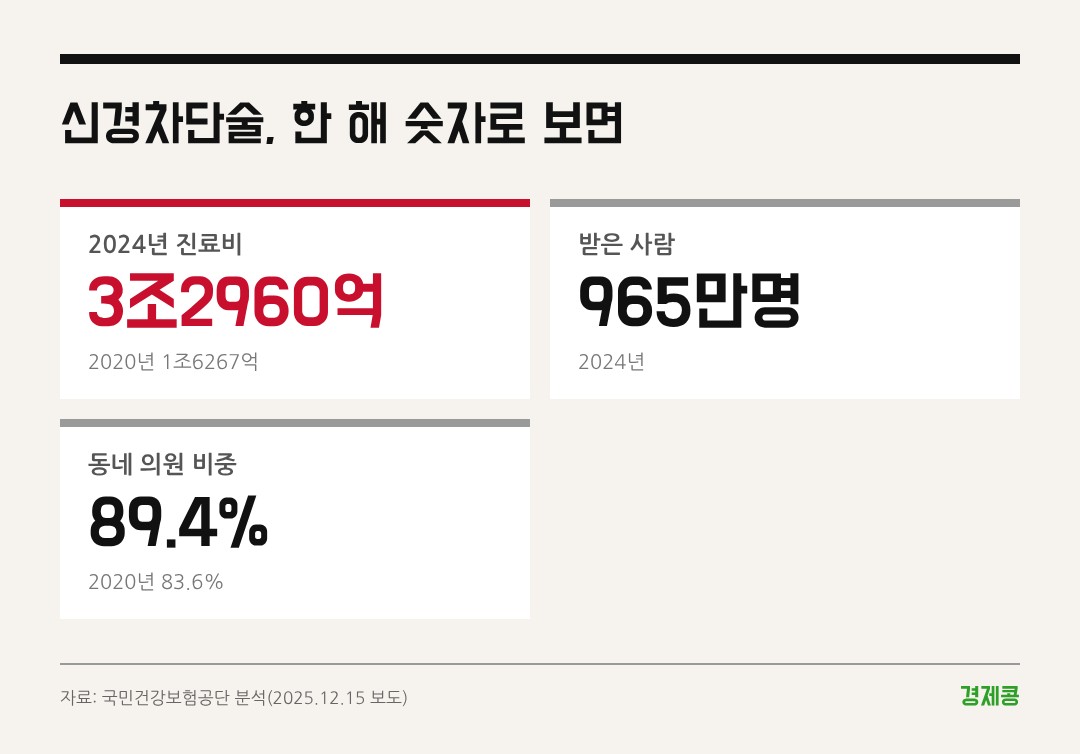 신경차단술, 한 해 숫자로 보면
2024년 진료비
3조2960억
2020년 1조6267억
받은 사람
965만명
2024년
동네 의원 비중
89.4%
2020년 83.6%
자료: 국민건강보험공단 분석(2025.12.15 보도)
경제콩